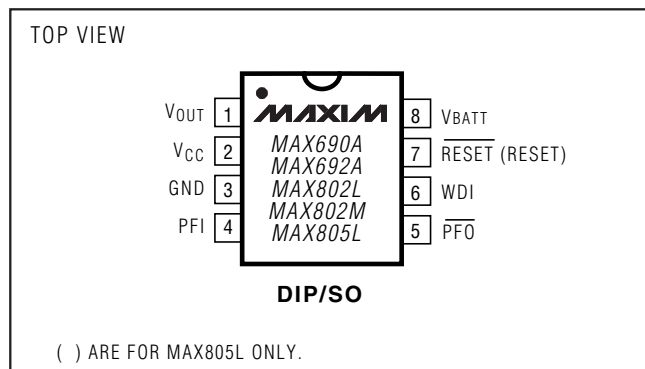 TOP VIEW
VOUT 1
VCC 2
GND 3
PFI 4
MAXIM
MAX690A
MAX692A
MAX802L
MAX802M
MAX805L
8 VBATT
7 RESET (RESET)
6 WDI
5 PFO
DIP/SO
( ) ARE FOR MAX805L ONLY.